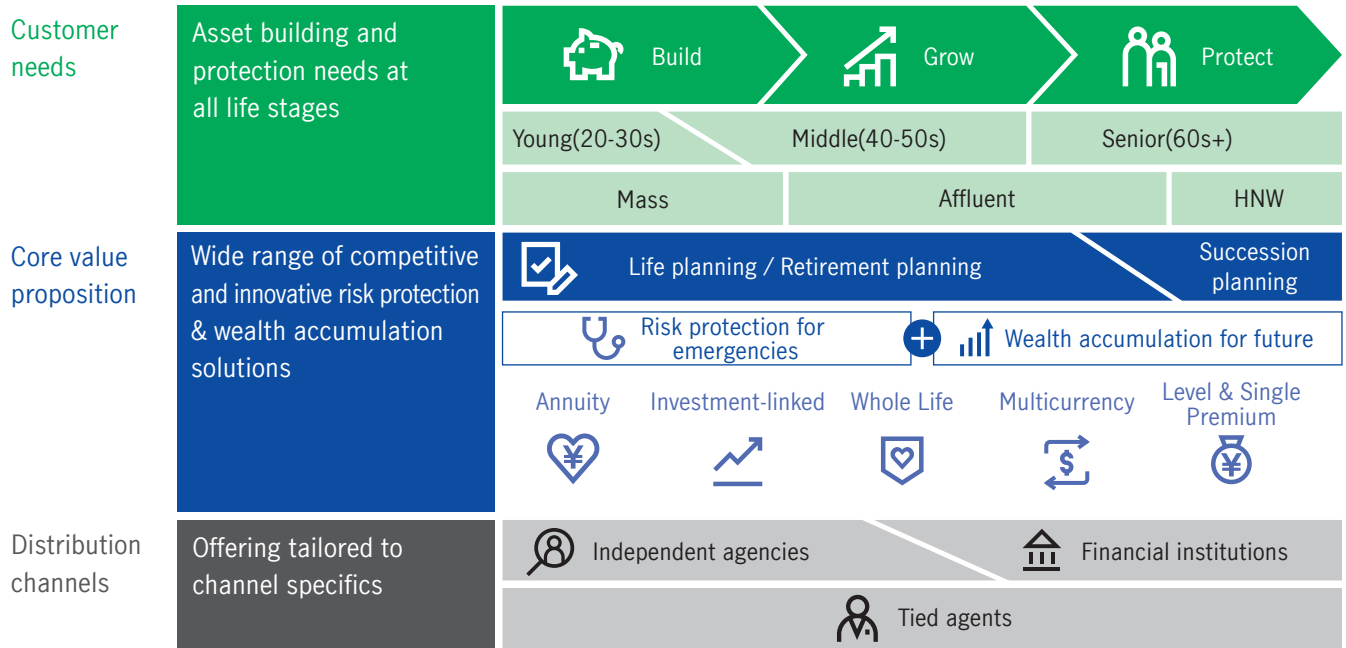 Customer
needs
Asset building and
protection needs at
all life stages
Build
Grow
Protect
Young(20-30s)
Middle(40-50s)
Senior(60s+)
Mass
Affluent
HNW
Core value
proposition
Wide range of competitive
and innovative risk protection
& wealth accumulation
solutions
Life planning / Retirement planning
Succession
planning
Risk protection for
emergencies
+
Wealth accumulation for future
Annuity
Investment-linked
Whole Life
Multicurrency
Level & Single
Premium
¥
$
¥
Distribution
channels
Offering tailored to
channel specifics
Independent agencies
Financial institutions
Tied agents